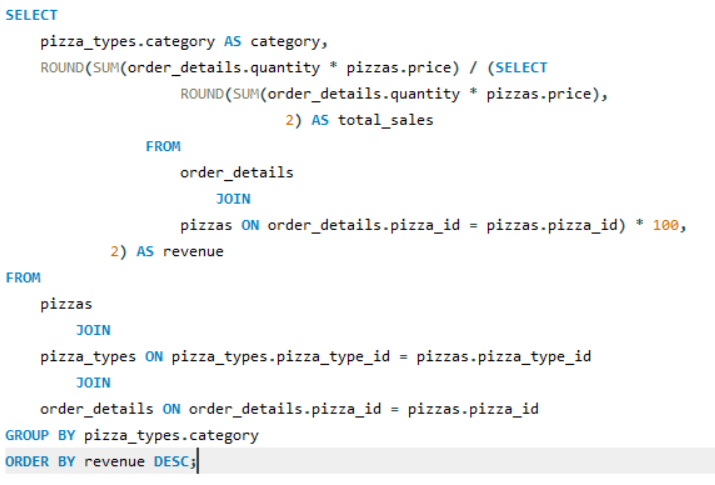 SELECT
pizza_types.category AS category,
ROUND(SUM(order_details.quantity * pizzas.price) / (SELECT
ROUND(SUM(order_details.quantity * pizzas.price),
2) AS total_sales
FROM
order_details
JOIN
pizzas ON order_details.pizza_id = pizzas.pizza_id) * 100,
2) AS revenue
FROM
pizzas
JOIN
pizza_types ON pizza_types.pizza_type_id = pizzas.pizza_type_id
JOIN
order_details ON order_details.pizza_id = pizzas.pizza_id
GROUP BY pizza_types.category
ORDER BY revenue DESC;